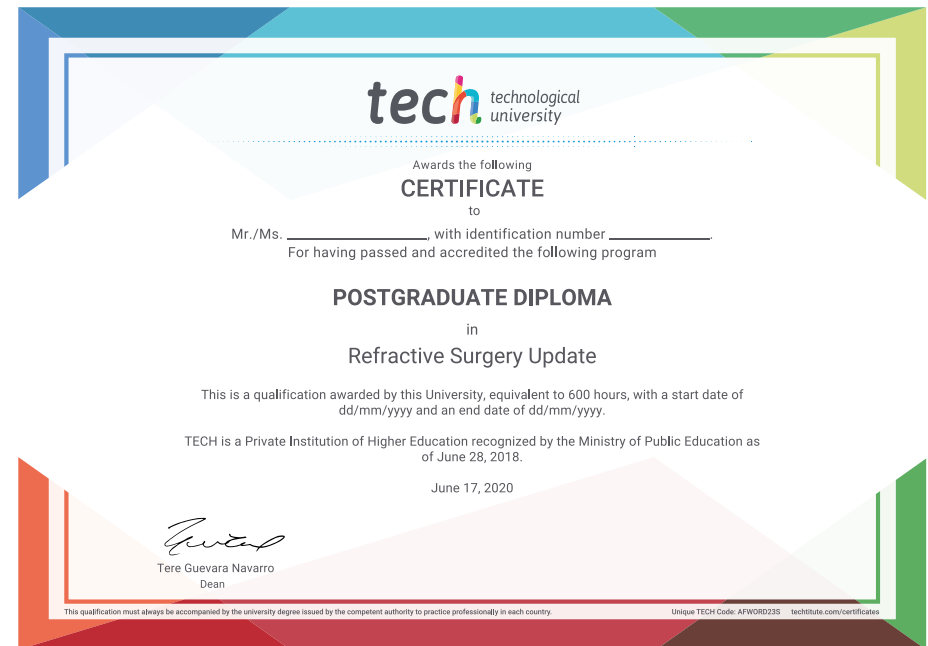 tech technological
university
Awards the following
CERTIFICATE
to
Mr./Ms. ____________________, with identification number ______________.
For having passed and accredited the following program
POSTGRADUATE DIPLOMA
in
Refractive Surgery Update
This is a qualification awarded by this University, equivalent to 600 hours, with a start date of
dd/mm/yyyy and an end date of dd/mm/yyyy.
TECH is a Private Institution of Higher Education recognized by the Ministry of Public Education as
of June 28, 2018.
June 17, 2020
Tere Guevara Navarro
Dean
This qualification must always be accompanied by the university degree issued by the competent authority to practice professionally in each country. Unique TECH Code: AFWORD23S techtitute.com/certificates